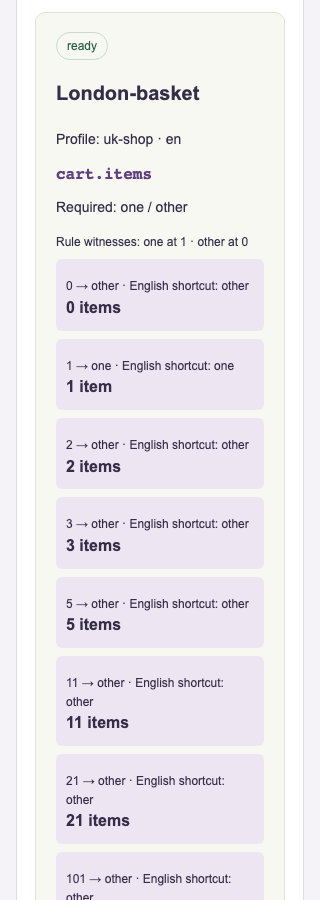 ready
London-basket
Profile: uk-shop · en
cart.items
Required: one / other
Rule witnesses: one at 1 · other at 0
0 → other · English shortcut: other
0 items
1 → one · English shortcut: one
1 item
2 → other · English shortcut: other
2 items
3 → other · English shortcut: other
3 items
5 → other · English shortcut: other
5 items
11 → other · English shortcut:
other
11 items
21 → other · English shortcut:
other
21 items
101 → other · English shortcut:
other